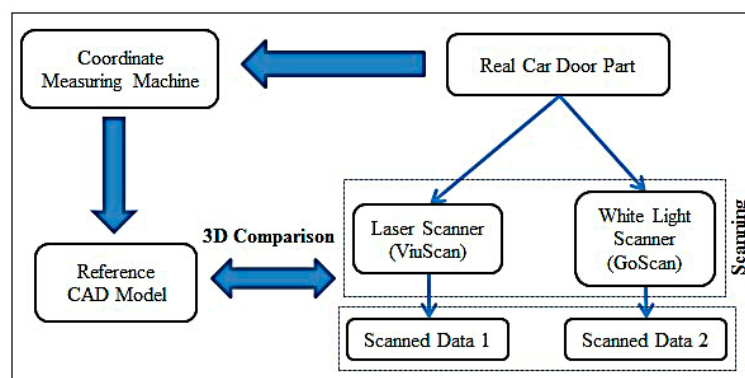 Coordinate
Measuring Machine
Real Car Door Part
Laser Scanner
(ViuScan)
White Light
Scanner
(GoScan)
Scanning
3D Comparison
Reference
CAD Model
Scanned Data 1
Scanned Data 2